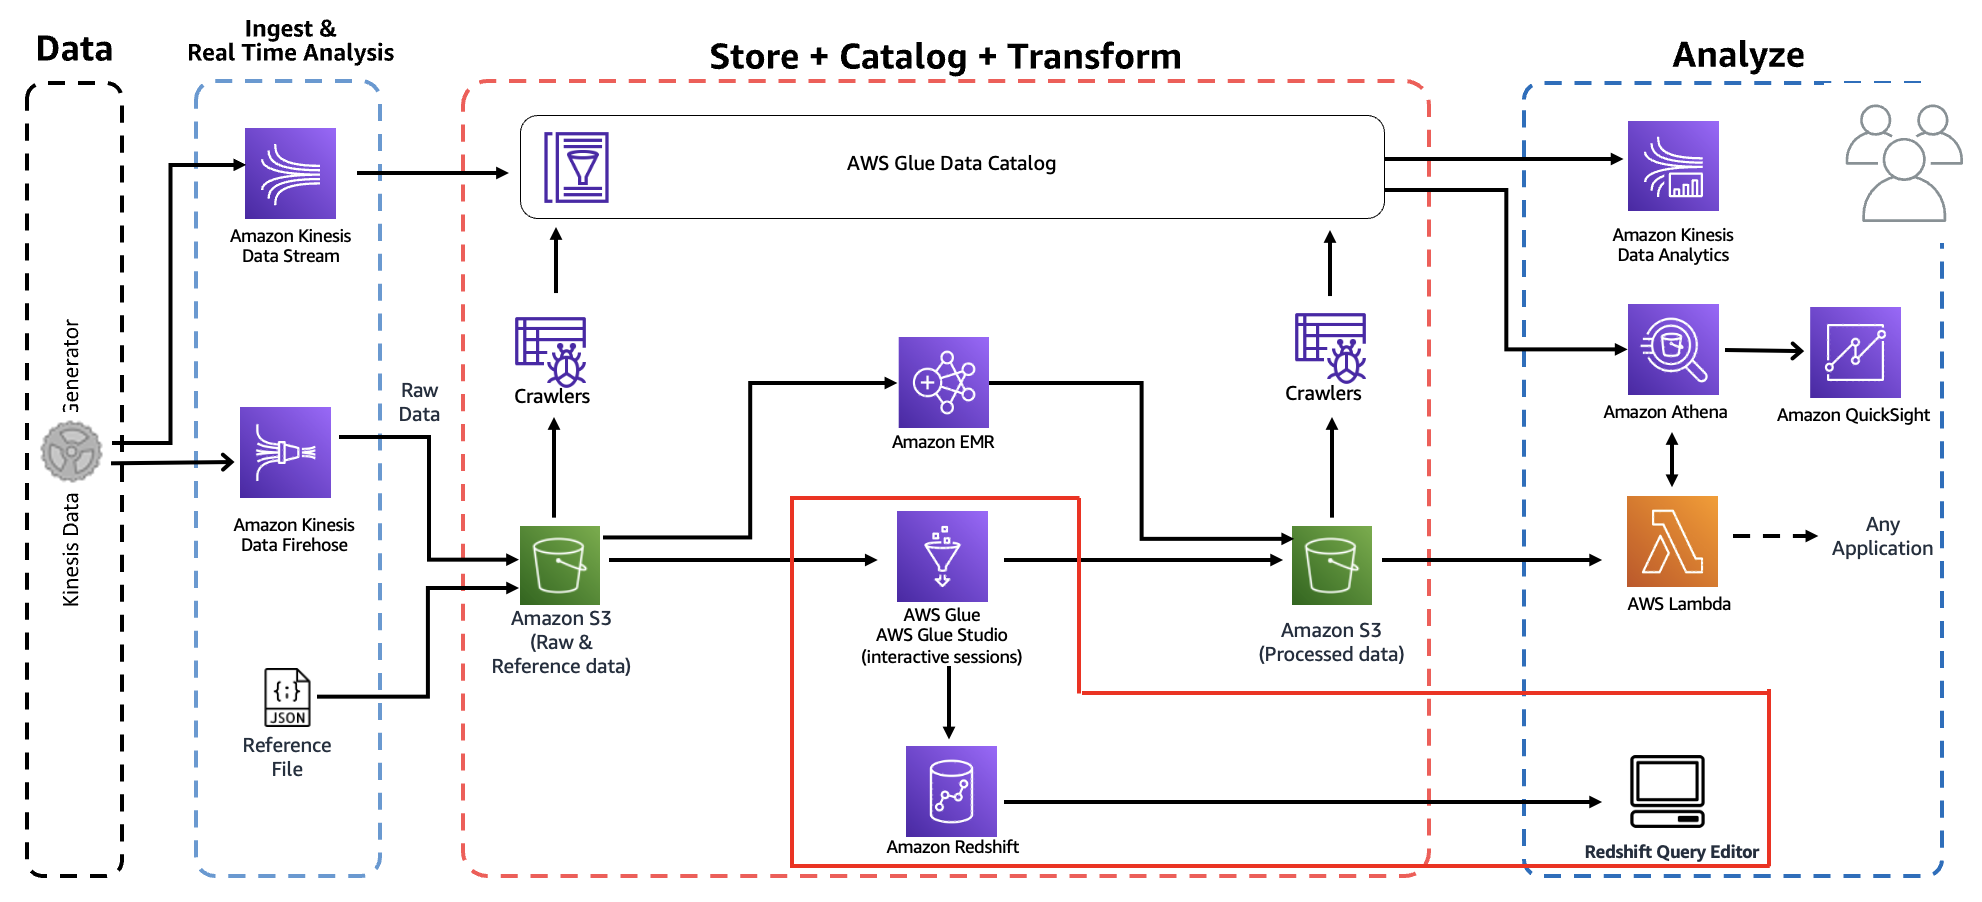 Data
Ingest &
Real Time Analysis
Store + Catalog + Transform
Analyze
Kinesis Data Generator
Amazon Kinesis
Data Stream
Amazon Kinesis
Data Firehose
{;}
JSON
Reference
File
Raw
Data
AWS Glue Data Catalog
Crawlers
Crawlers
Amazon EMR
Amazon S3
(Raw &
Reference data)
AWS Glue
AWS Glue Studio
(interactive sessions)
Amazon S3
(Processed data)
Amazon Redshift
Amazon Kinesis
Data Analytics
Amazon Athena
Amazon QuickSight
AWS Lambda
Any
Application
Redshift Query Editor